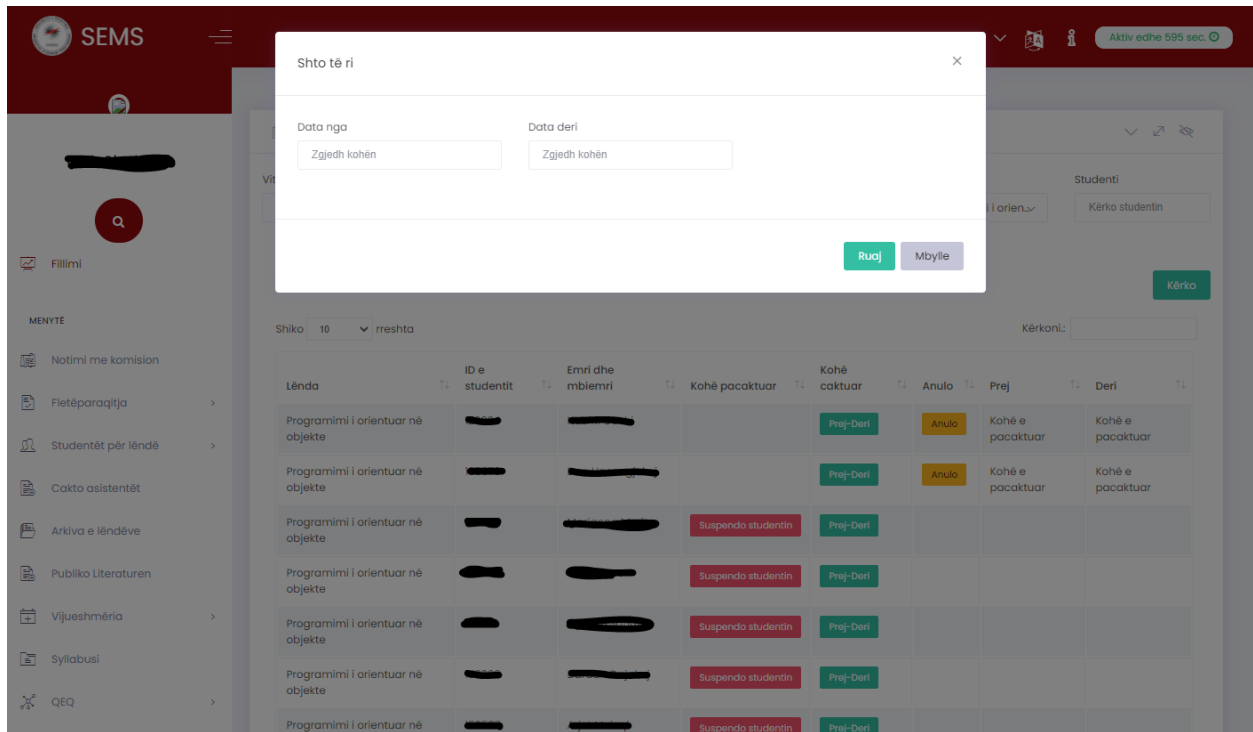 SEMS
Aktiv edhe 595 sec.
Shto të ri
×
Data nga
Data deri
Zgjedh kohën
Zgjedh kohën
Ruaj
Mbylle
Vit
Studenti
i orien...
Kërko studentin
Kërko
Fillimi
MENYTË
Notimi me komision
Fletëparaqitja
Studentët për lëndë
Cakto asistentët
Arkiva e lëndëve
Publiko Literaturen
Vijueshmëria
Syllabusi
QEQ
Shiko 10 rreshta
Kërkoni.:
Lënda
ID e
studentit
Emri dhe
mbiemri
Kohë pacaktuar
Kohë
caktuar
Anulo
Prej
Deri
Programimi i orientuar në
objekte
Prej-Deri
Anulo
Kohë e
pacaktuar
Kohë e
pacaktuar
Programimi i orientuar në
objekte
Prej-Deri
Anulo
Kohë e
pacaktuar
Kohë e
pacaktuar
Programimi i orientuar në
objekte
Suspendo studentin
Prej-Deri
Programimi i orientuar në
objekte
Suspendo studentin
Prej-Deri
Programimi i orientuar në
objekte
Suspendo studentin
Prej-Deri
Programimi i orientuar në
objekte
Suspendo studentin
Prej-Deri
Programimi i orientuar në
Suspendo studentin
Prej-Deri